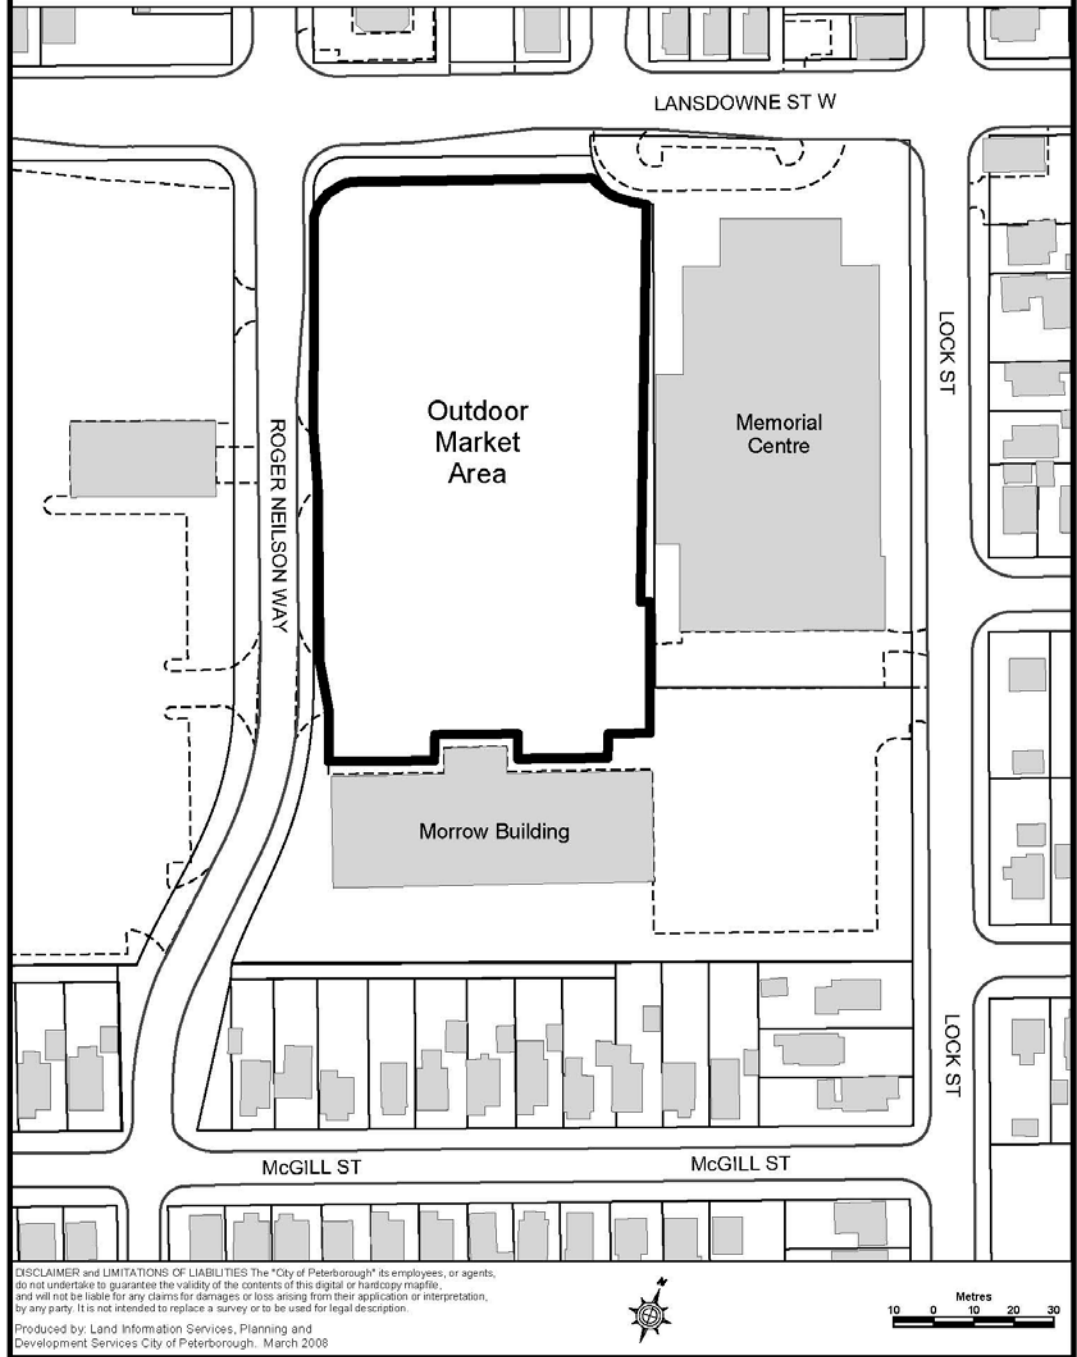 LANSDOWNE ST W
LOCK ST
Outdoor
Market
Area
Memorial
Centre
ROGER NEILSON WAY
Morrow Building
LOCK ST
McGILL ST
McGILL ST
DISCLAIMER and LIMITATIONS OF LIABILITIES The "City of Peterborough" its employees, or agents,
do not undertake to guarantee the validity of the contents of this digital or hardcopy mapfile,
and will not be liable for any claims for damages or loss arising from their application or interpretation,
by any party. It is not intended to replace a survey or to be used for legal description.
Produced by: Land Information Services, Planning and
Development Services City of Peterborough. March 2008
N
Metres
10 0 10 20 30